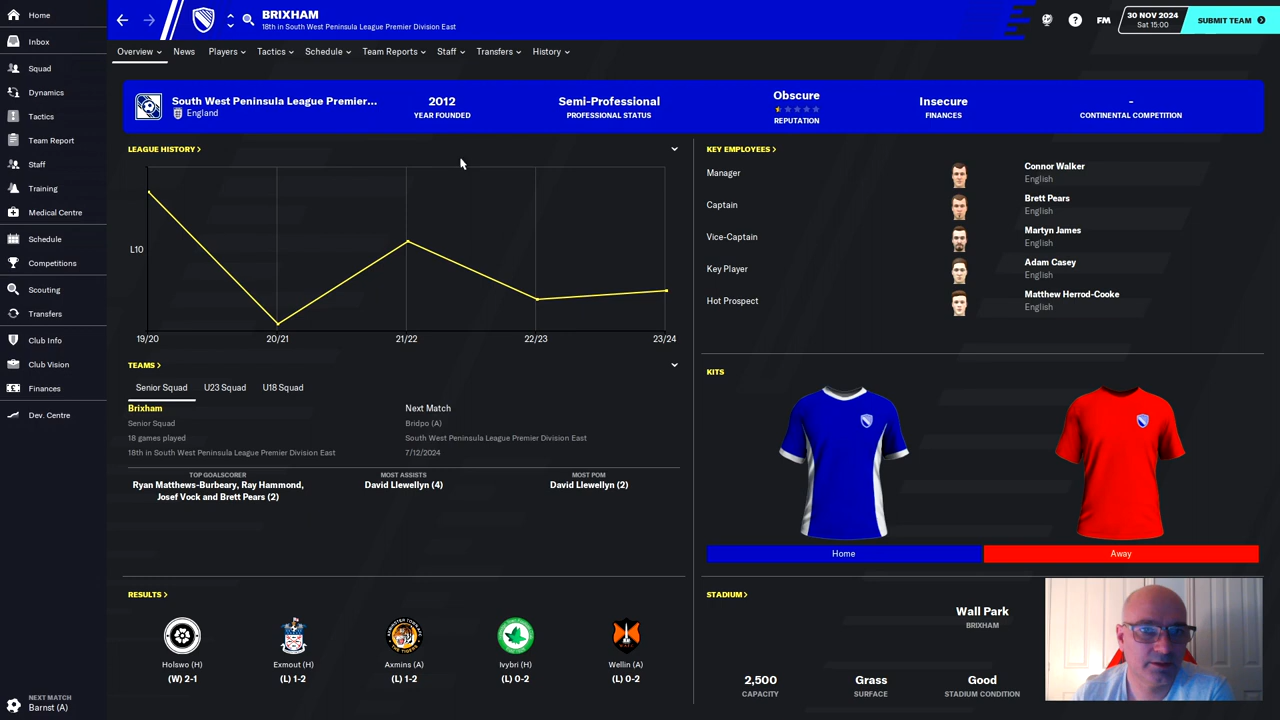 Home
Inbox
Squad
Dynamics
Tactics
Team Report
Staff
Training
Medical Centre
Schedule
Competitions
Scouting
Transfers
Club Info
Club Vision
Finances
Dev. Centre
NEXT MATCH
Barnst (A)
BRIXHAM
18th in South West Peninsula League Premier Division East
FM
30 NOV 2024
Sat 15:00
SUBMIT TEAM
Overview
News
Players
Tactics
Schedule
Team Reports
Staff
Transfers
History
South West Peninsula League Premier...
England
2012
YEAR FOUNDED
Semi-Professional
PROFESSIONAL STATUS
Obscure
REPUTATION
Insecure
FINANCES
-
CONTINENTAL COMPETITION
LEAGUE HISTORY >
L10
19/20 20/21 21/22 22/23 23/24
TEAMS >
Senior Squad U23 Squad U18 Squad
Brixham
Senior Squad
18 games played
18th in South West Peninsula League Premier Division East
Next Match
Bridpo (A)
South West Peninsula League Premier Division East
7/12/2024
TOP GOALSCORER
Ryan Matthews-Burbeary, Ray Hammond,
Josef Vock and Brett Pears (2)
MOST ASSISTS
David Llewellyn (4)
MOST POM
David Llewellyn (2)
RESULTS >
Holswo (H)
(W) 2-1
Exmout (H)
(L) 1-2
Axmins (A)
(L) 1-2
Ivybri (H)
(L) 0-2
Wellin (A)
(L) 0-2
KEY EMPLOYEES >
Manager
Connor Walker
English
Captain
Brett Pears
English
Vice-Captain
Martyn James
English
Key Player
Adam Casey
English
Hot Prospect
Matthew Herrod-Cooke
English
KITS
Home
Away
STADIUM >
Wall Park
BRIXHAM
2,500
CAPACITY
Grass
SURFACE
Good
STADIUM CONDITION